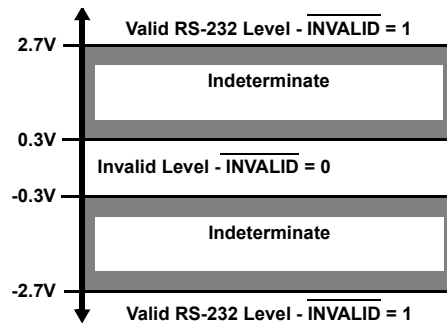 Valid RS-232 Level - INVALID = 1
2.7V
Indeterminate
0.3V
Invalid Level - INVALID = 0
-0.3V
Indeterminate
-2.7V
Valid RS-232 Level - INVALID = 1